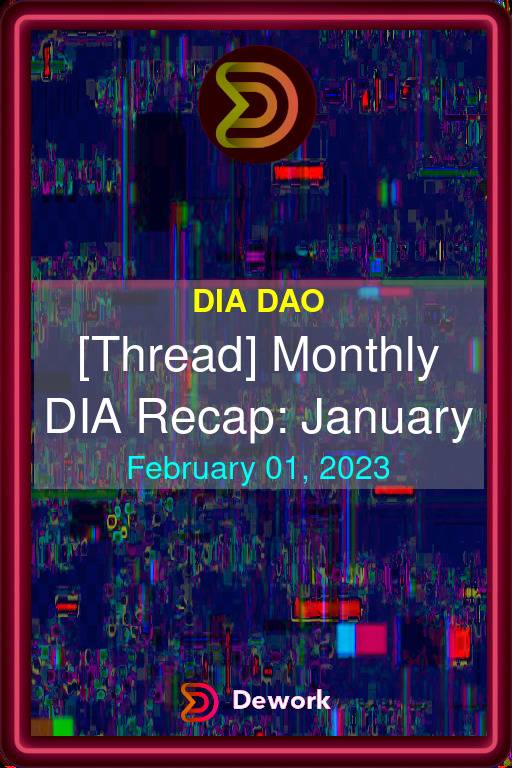 DIA DAO
[Thread] Monthly
DIA Recap: January
February 01, 2023
Dework